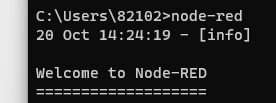 C:\Users\82102>node-red
20 Oct 14:24:19 - [info]
Welcome to Node-RED
===================